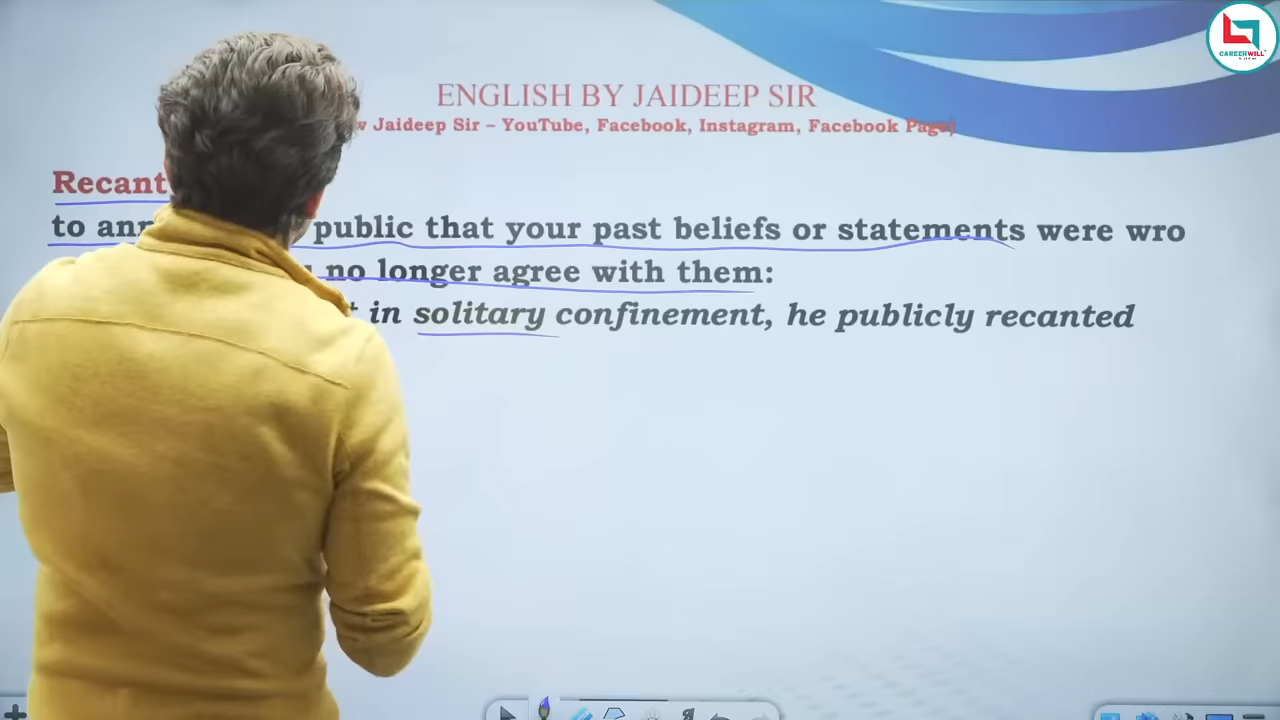 CAREERWILL
ENGLISH BY JAIDEEP SIR
Jaideep Sir – YouTube, Facebook, Instagram, Facebook Page)
Recant
to public that your past beliefs or statements were wro
no longer agree with them:
in solitary confinement, he publicly recanted